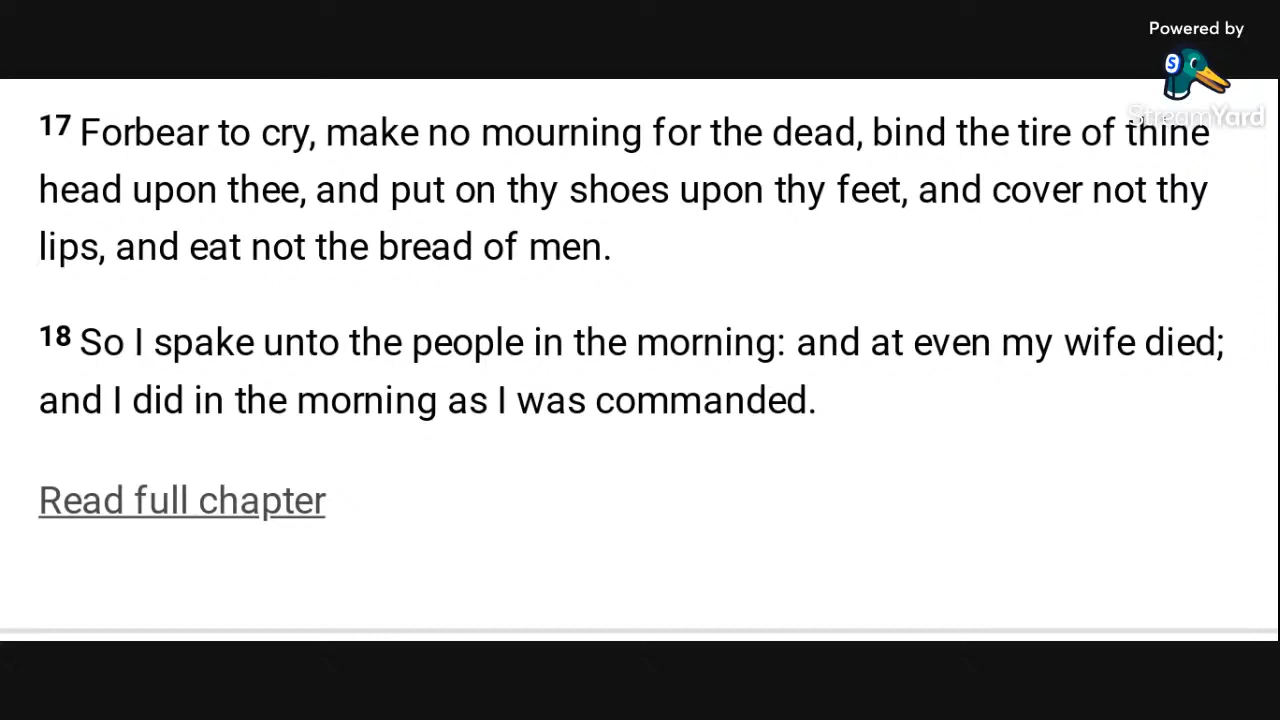 Powered by
S
StreamYard
17 Forbear to cry, make no mourning for the dead, bind the tire of thine
head upon thee, and put on thy shoes upon thy feet, and cover not thy
lips, and eat not the bread of men.
18 So I spake unto the people in the morning: and at even my wife died;
and I did in the morning as I was commanded.
Read full chapter